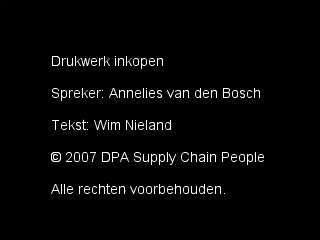 Drukwerk inkopen
Spreker: Annelies van den Bosch
Tekst: Wim Nieland
© 2007 DPA Supply Chain People
Alle rechten voorbehouden.